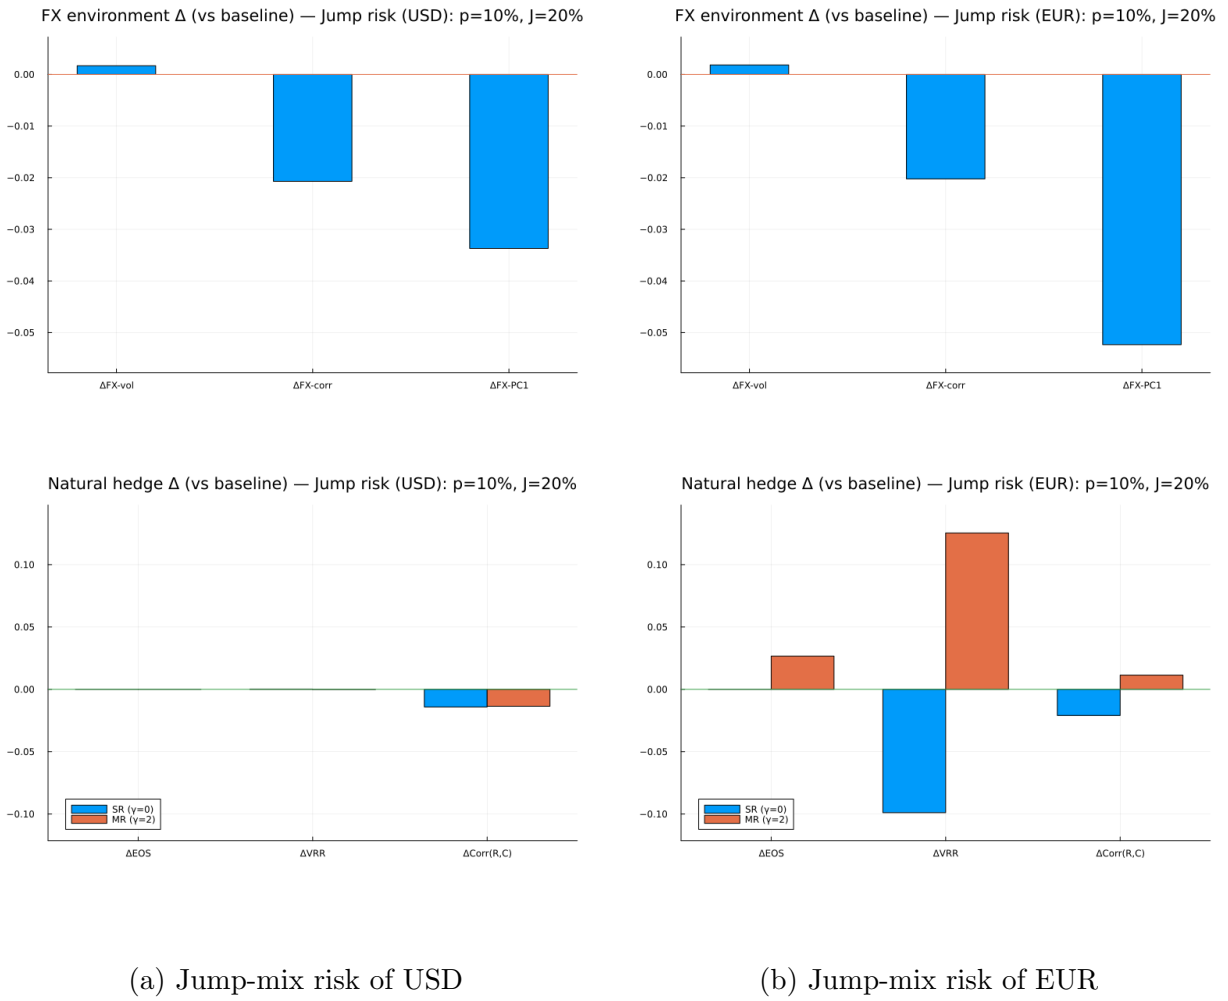 FX environment Δ (vs baseline) — Jump risk (USD): p=10%, J=20%
0.00
−0.01
−0.02
−0.03
−0.04
−0.05
ΔFX-vol
ΔFX-corr
ΔFX-PC1
FX environment Δ (vs baseline) — Jump risk (EUR): p=10%, J=20%
0.00
−0.01
−0.02
−0.03
−0.04
−0.05
ΔFX-vol
ΔFX-corr
ΔFX-PC1
Natural hedge Δ (vs baseline) — Jump risk (USD): p=10%, J=20%
0.10
0.05
0.00
−0.05
−0.10
SR (γ=0)
MR (γ=2)
ΔEOS
ΔVRR
ΔCorr(R,C)
Natural hedge Δ (vs baseline) — Jump risk (EUR): p=10%, J=20%
0.10
0.05
0.00
−0.05
−0.10
SR (γ=0)
MR (γ=2)
ΔEOS
ΔVRR
ΔCorr(R,C)
(a) Jump-mix risk of USD
(b) Jump-mix risk of EUR